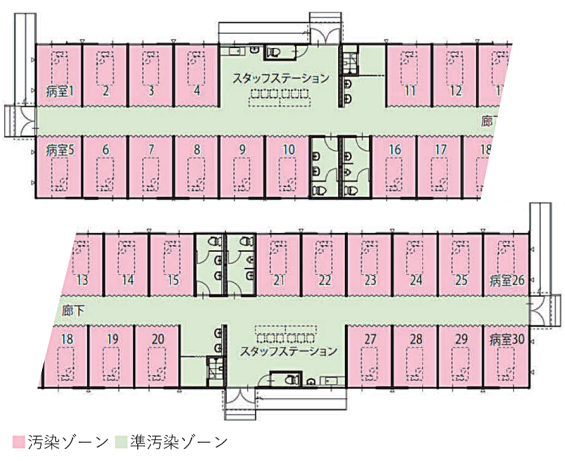 病室1 2 3 4 スタッフステーション 11 12 13
廊下
病室5 6 7 8 9 10 16 17 18
13 14 15 21 22 23 24 25 病室26
廊下
18 19 20 スタッフステーション 27 28 29 病室30
汚染ゾーン 準汚染ゾーン